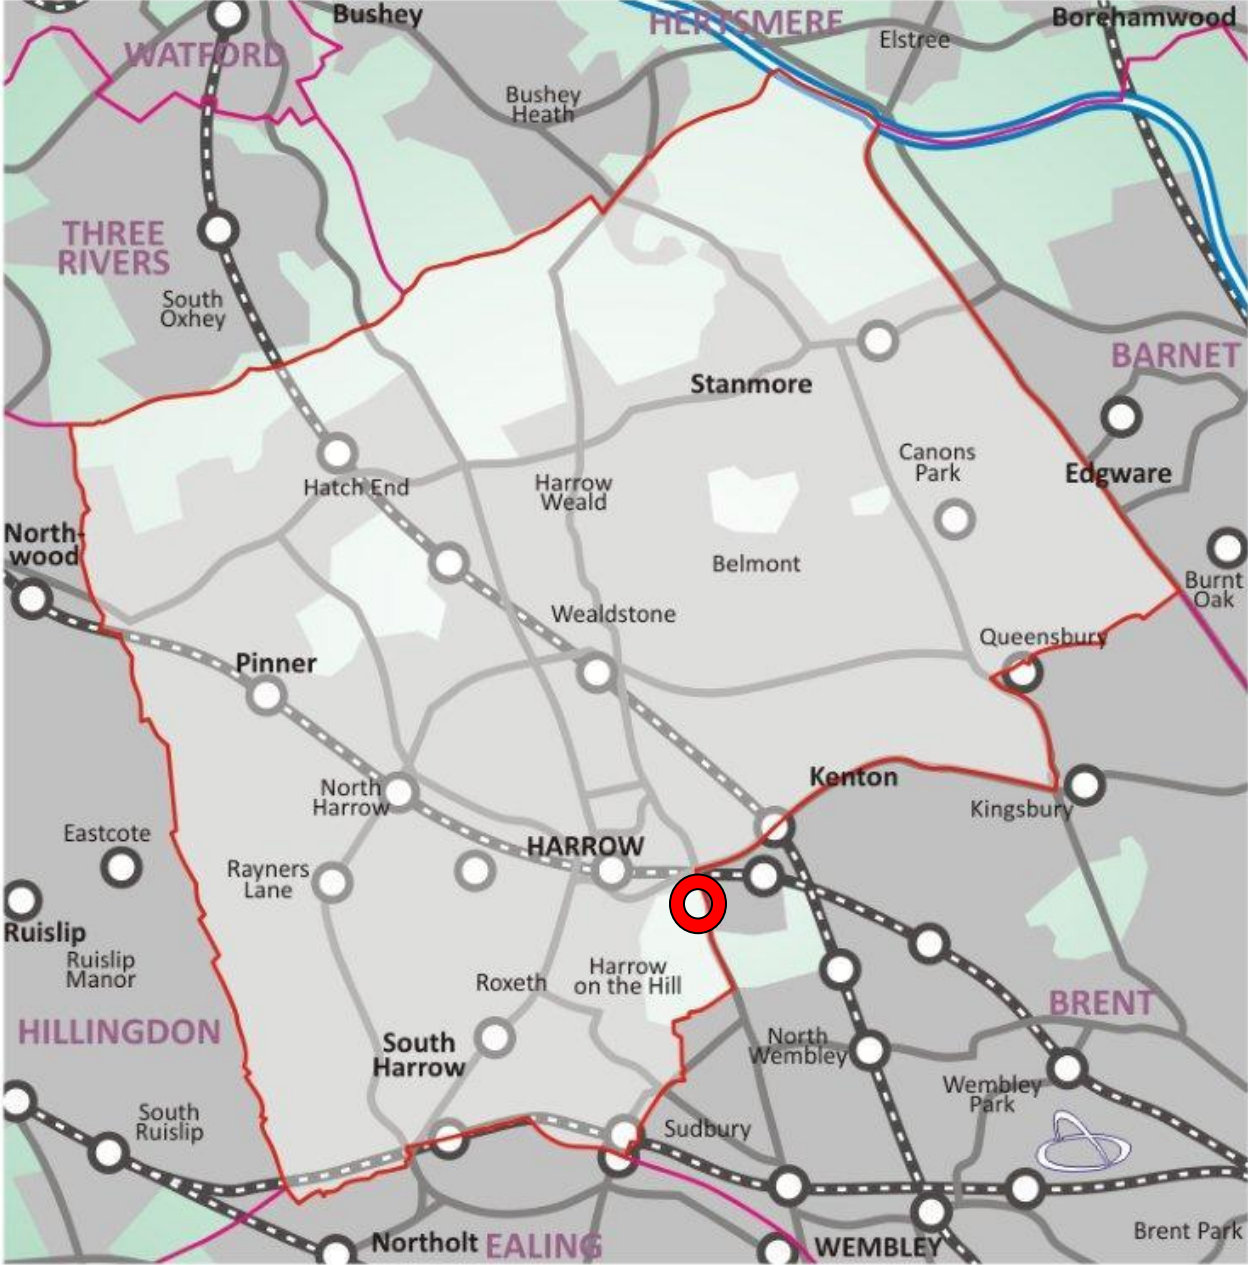 Bushey
HERTSMERE
Borehamwood
WATFORD
Elstree
Bushey
Heath
THREE
RIVERS
South
Oxhey
BARNET
Stanmore
Canons
Park
Edgware
Hatch End
Harrow
Weald
North-
wood
Belmont
Burnt
Oak
Wealdstone
Queensbury
Pinner
Kenton
North
Harrow
Kingsbury
Eastcote
HARROW
Rayners
Lane
Ruislip
Ruislip
Manor
Roxeth
Harrow
on the Hill
BRENT
HILLINGDON
South
Harrow
North
Wembley
Wembley
Park
South
Ruislip
Sudbury
Northolt
EALING
WEMBLEY
Brent Park